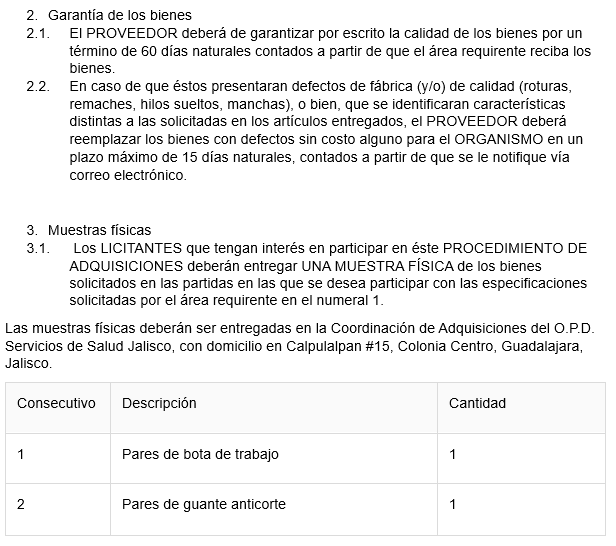 2. Garantía de los bienes
2.1. El PROVEEDOR deberá de garantizar por escrito la calidad de los bienes por un
término de 60 días naturales contados a partir de que el área requirente reciba los
bienes.
2.2. En caso de que éstos presentaran defectos de fábrica (y/o) de calidad (roturas,
remaches, hilos sueltos, manchas), o bien, que se identificaran características
distintas a las solicitadas en los artículos entregados, el PROVEEDOR deberá
reemplazar los bienes con defectos sin costo alguno para el ORGANISMO en un
plazo máximo de 15 días naturales, contados a partir de que se le notifique vía
correo electrónico.
3. Muestras físicas
3.1. Los LICITANTES que tengan interés en participar en éste PROCEDIMIENTO DE
ADQUISICIONES deberán entregar UNA MUESTRA FÍSICA de los bienes
solicitados en las partidas en las que se desea participar con las especificaciones
solicitadas por el área requirente en el numeral 1.
Las muestras físicas deberán ser entregadas en la Coordinación de Adquisiciones del O.P.D.
Servicios de Salud Jalisco, con domicilio en Calpulalpan #15, Colonia Centro, Guadalajara,
Jalisco.
Consecutivo Descripción Cantidad
1 Pares de bota de trabajo 1
2 Pares de guante anticorte 1